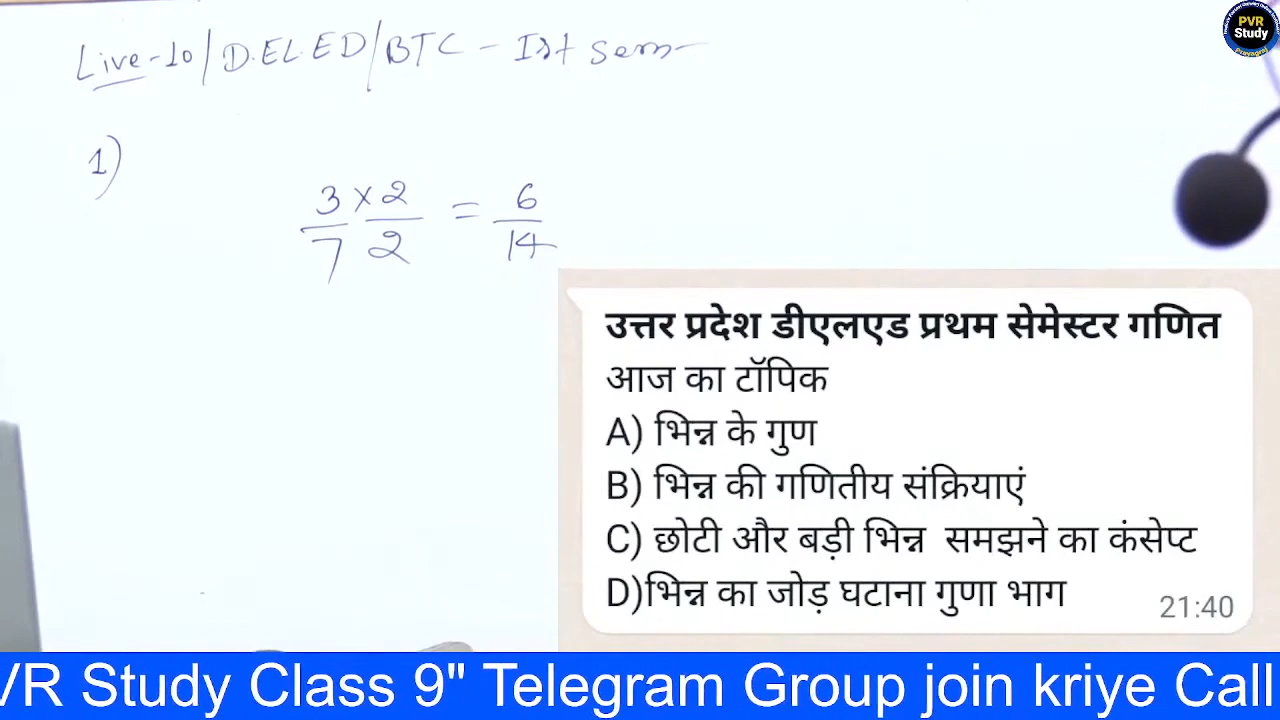 Live-10/D.EL.ED/BTC - Ist sem
PVR
Study
Prayagraj
1)
3/7 × 2/2 = 6/14
उत्तर प्रदेश डीएलएड प्रथम सेमेस्टर गणित
आज का टॉपिक
A) भिन्न के गुण
B) भिन्न की गणितीय संक्रियाएं
C) छोटी और बड़ी भिन्न समझने का कंसेप्ट
D)भिन्न का जोड़ घटाना गुणा भाग
21:40
VR Study Class 9" Telegram Group join kriye Call